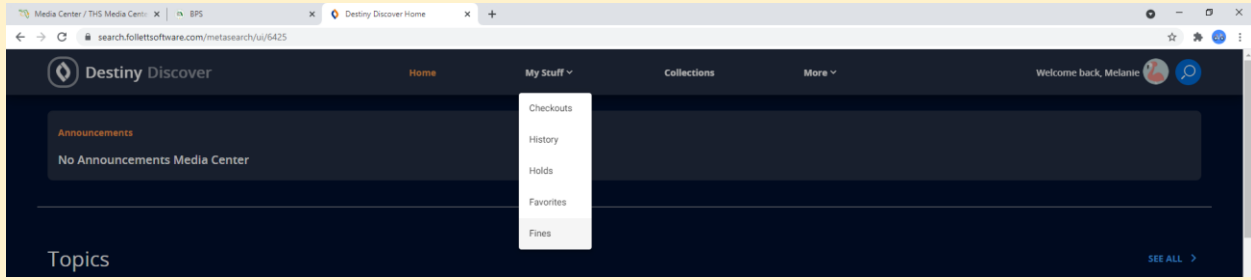 Media Center / THS Media Cente
BPS
Destiny Discover Home
search.follettsoftware.com/metasearch/ui/6425
Destiny Discover
Home
My Stuff
Collections
More
Welcome back, Melanie
Checkouts
History
Holds
Favorites
Fines
Announcements
No Announcements Media Center
Topics
SEE ALL